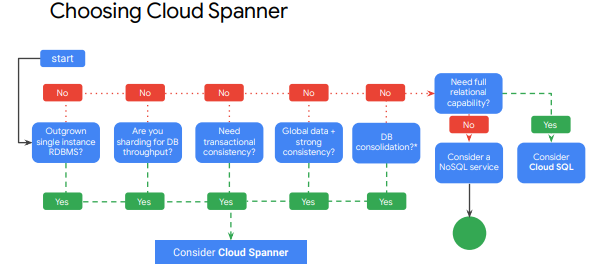 Choosing Cloud Spanner
start
No
No
No
No
No
Need full
relational
capability?
No
Yes
Outgrown
single instance
RDBMS?
Are you
sharding for DB
throughput?
Need
transactional
consistency?
Global data +
strong
consistency?
DB
consolidation?*
Consider a
NoSQL service
Consider
Cloud SQL
Yes
Yes
Yes
Yes
Yes
Consider Cloud Spanner